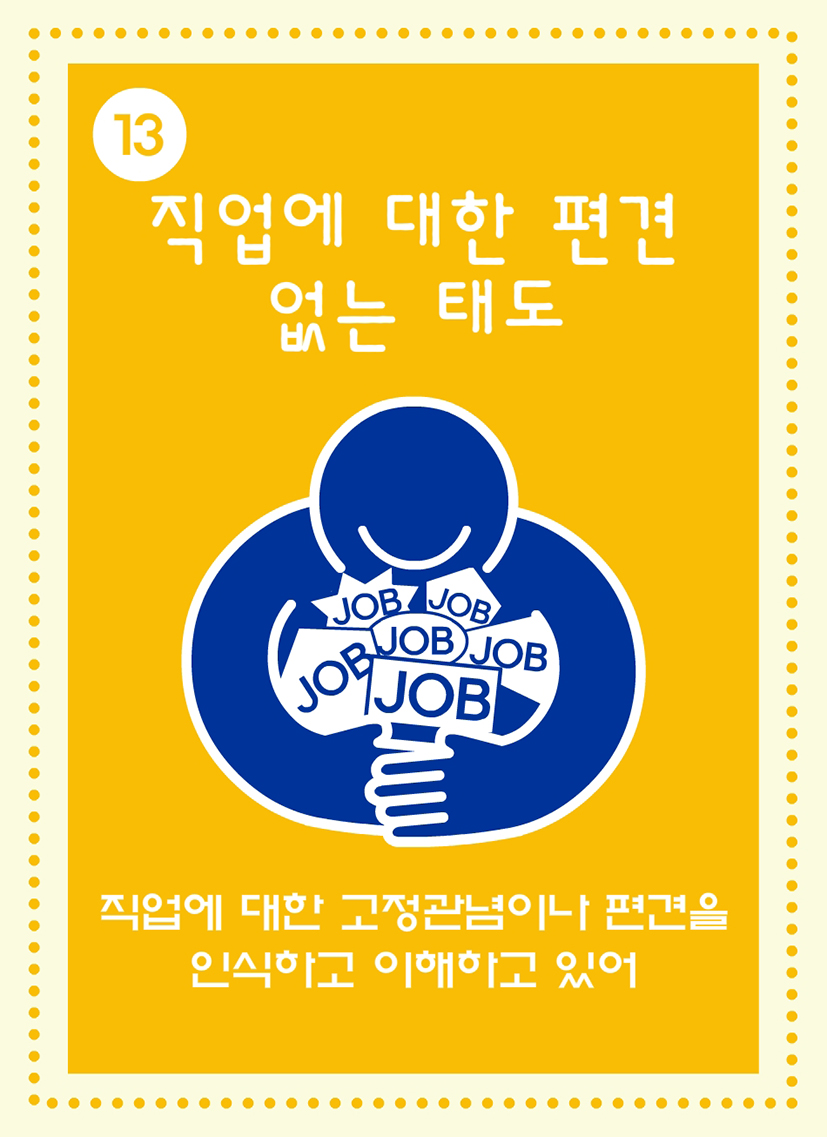 13
직업에 대한 편견
없는 태도
JOB JOB
JOB
JOB JOB
JOB
직업에 대한 고정관념이나 편견을
인식하고 이해하고 있어